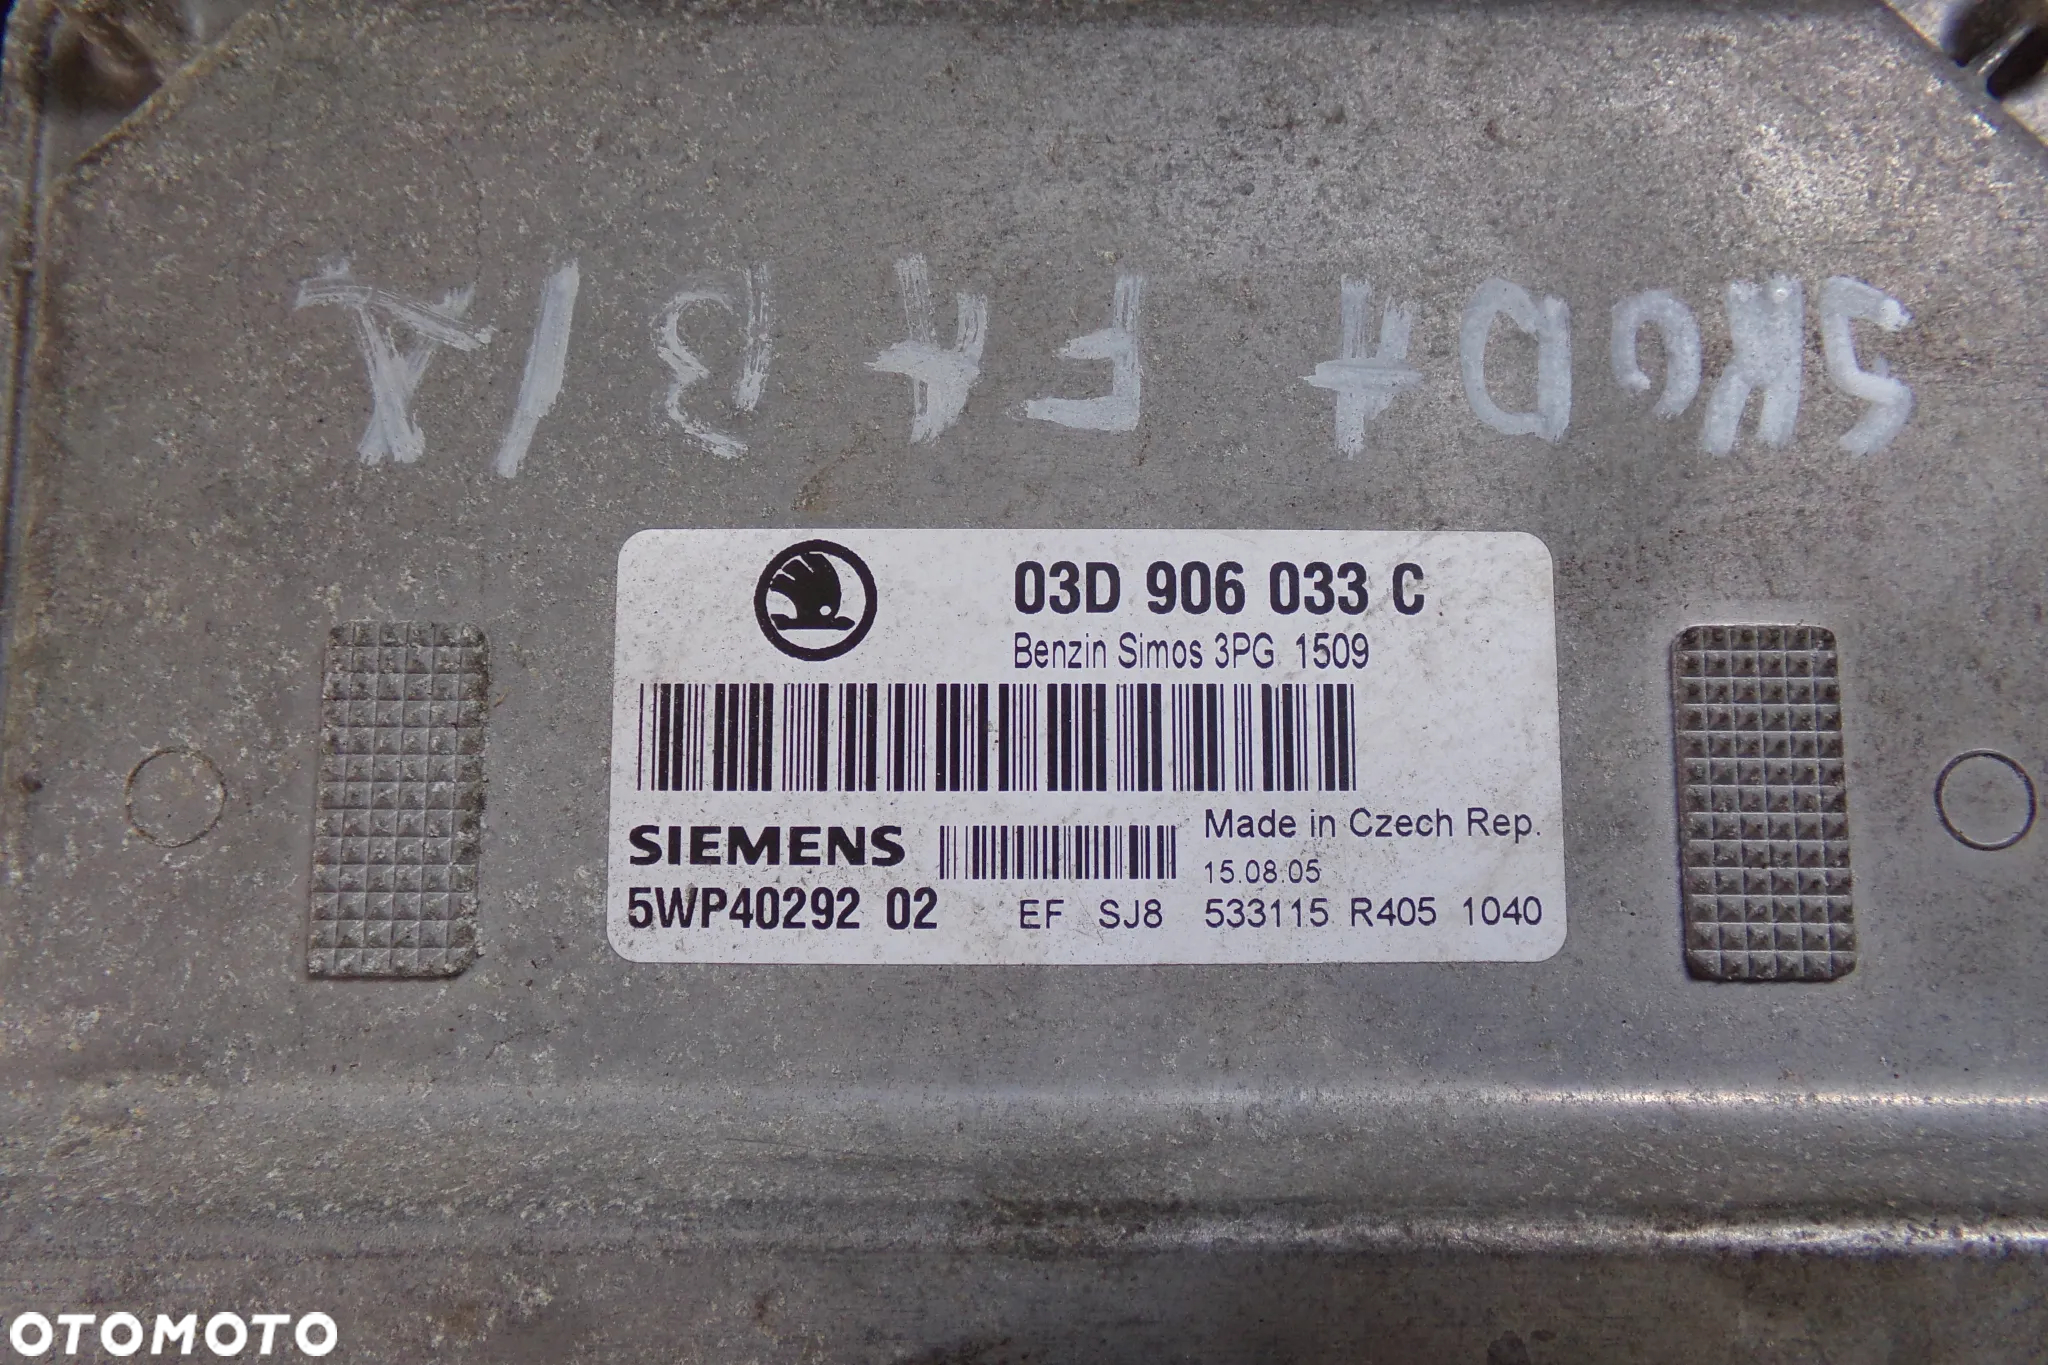 SKODA FABIA
03D 906 033 C
Benzin Simos 3PG 1509
SIEMENS
Made in Czech Rep.
15.08.05
5WP40292 02 EF SJ8 533115 R405 1040
OTOMOTO